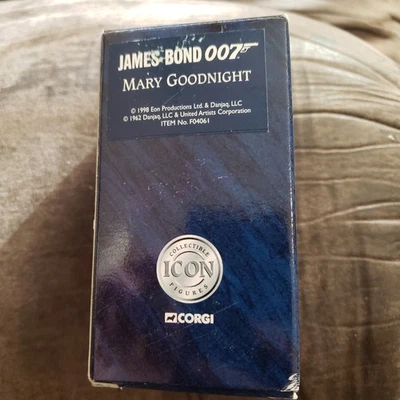 JAMES BOND 007
MARY GOODNIGHT
© 1998 Eon Productions Ltd. & Danjaq, LLC
© 1962 Danjaq, LLC & United Artists Corporation
ITEM No. F04061
COLLECTIBLE
ICON
FIGURES
CORGI